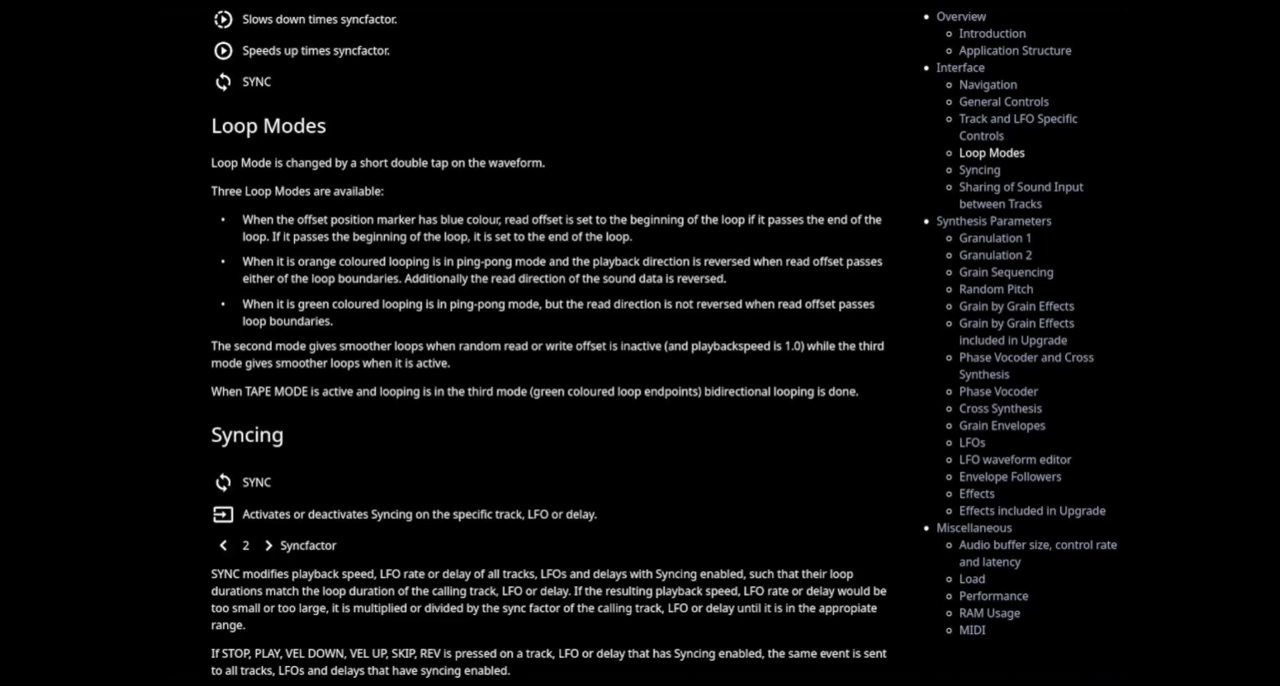 Slows down times syncfactor.
Speeds up times syncfactor.
SYNC
Loop Modes
Loop Mode is changed by a short double tap on the waveform.
Three Loop Modes are available:
• When the offset position marker has blue colour, read offset is set to the beginning of the loop if it passes the end of the
loop. If it passes the beginning of the loop, it is set to the end of the loop.
• When it is orange coloured looping is in ping-pong mode and the playback direction is reversed when read offset passes
either of the loop boundaries. Additionally the read direction of the sound data is reversed.
• When it is green coloured looping is in ping-pong mode, but the read direction is not reversed when read offset passes
loop boundaries.
The second mode gives smoother loops when random read or write offset is inactive (and playbackspeed is 1.0) while the third
mode gives smoother loops when it is active.
When TAPE MODE is active and looping is in the third mode (green coloured loop endpoints) bidirectional looping is done.
Syncing
SYNC
Activates or deactivates Syncing on the specific track, LFO or delay.
2 Syncfactor
SYNC modifies playback speed, LFO rate or delay of all tracks, LFOs and delays with Syncing enabled, such that their loop
durations match the loop duration of the calling track, LFO or delay. If the resulting playback speed, LFO rate or delay would be
too small or too large, it is multiplied or divided by the sync factor of the calling track, LFO or delay until it is in the appropiate
range.
If STOP, PLAY, VEL DOWN, VEL UP, SKIP, REV is pressed on a track, LFO or delay that has Syncing enabled, the same event is sent
to all tracks, LFOs and delays that have syncing enabled.
Overview
Introduction
Application Structure
Interface
Navigation
General Controls
Track and LFO Specific
Controls
Loop Modes
Syncing
Sharing of Sound Input
between Tracks
Synthesis Parameters
Granulation 1
Granulation 2
Grain Sequencing
Random Pitch
Grain by Grain Effects
Grain by Grain Effects
included in Upgrade
Phase Vocoder and Cross
Synthesis
Phase Vocoder
Cross Synthesis
Grain Envelopes
LFOs
LFO waveform editor
Envelope Followers
Effects
Effects included in Upgrade
Miscellaneous
Audio buffer size, control rate
and latency
Load
Performance
RAM Usage
MIDI